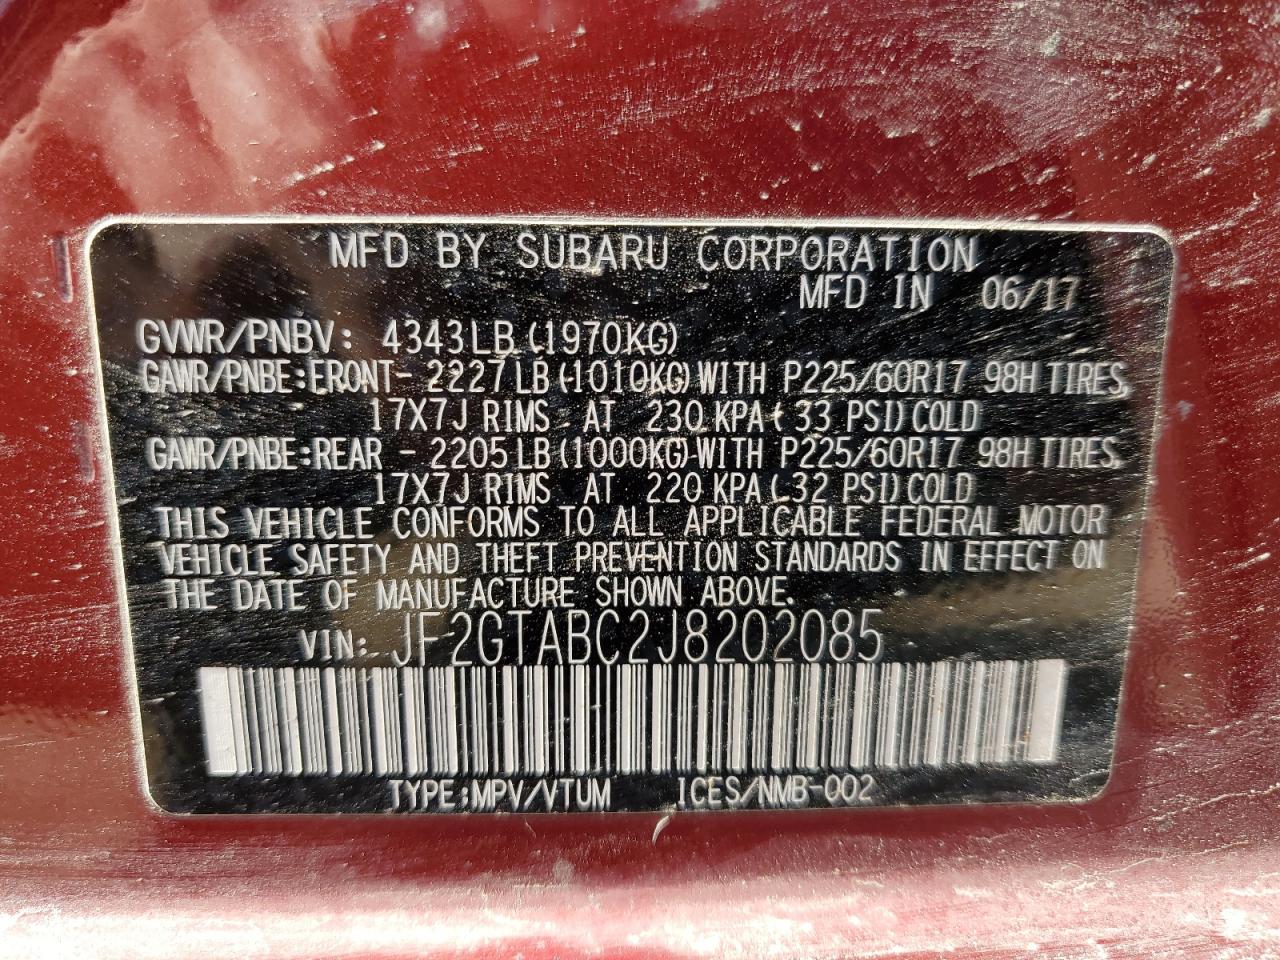 MFD BY SUBARU CORPORATION
MFD IN 06/17
GVWR/PNBV: 4343LB (1970KG)
GAWR/PNBE:FRONT- 2227LB (1010KG) WITH P225/60R17 98H TIRES,
17X7J RIMS AT 230 KPA( 33 PSI) COLD
GAWR/PNBE:REAR - 2205LB (1000KG) WITH P225/60R17 98H TIRES,
17X7J RIMS AT 220 KPA( 32 PSI) COLD
THIS VEHICLE CONFORMS TO ALL APPLICABLE FEDERAL MOTOR
VEHICLE SAFETY AND THEFT PREVENTION STANDARDS IN EFFECT ON
THE DATE OF MANUFACTURE SHOWN ABOVE.
VIN: JF2GTABC2J8202085
TYPE:MPV/VTUM ICES/NMB-002